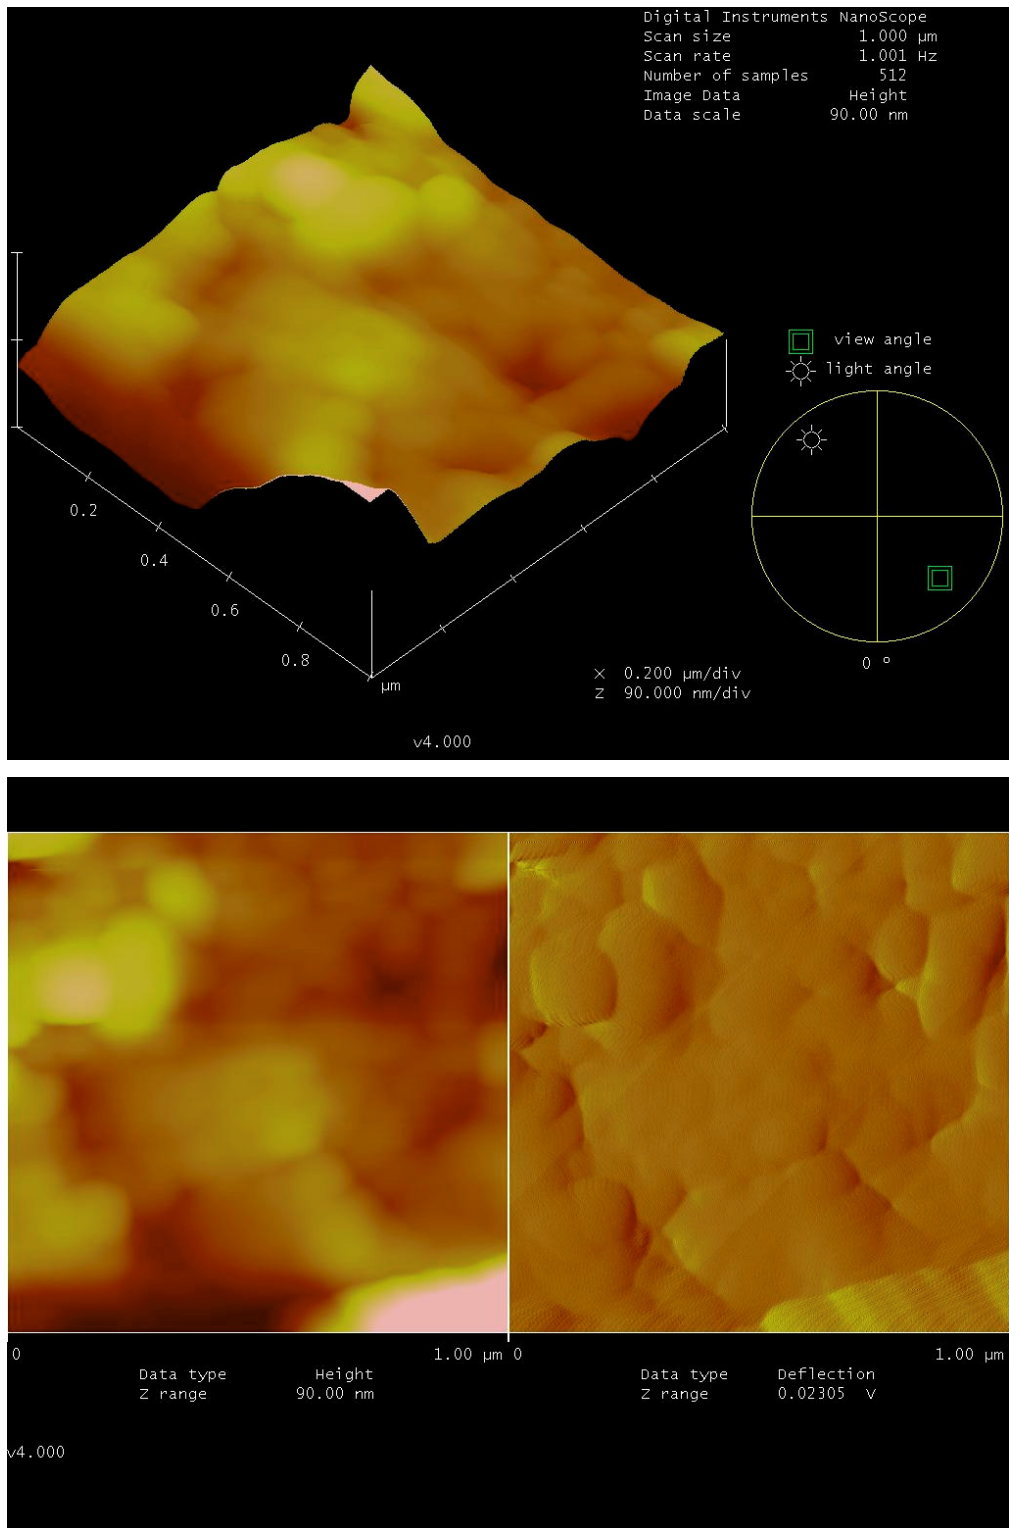 Digital Instruments NanoScope
Scan size 1.000 µm
Scan rate 1.001 Hz
Number of samples 512
Image Data Height
Data scale 90.00 nm
view angle
light angle
0.2
0.4
0.6
0.8
µm
0 º
X 0.200 µm/div
Z 90.000 nm/div
v4.000
0 1.00 µm 0 1.00 µm
Data type Height Data type Deflection
Z range 90.00 nm Z range 0.02305 V
v4.000